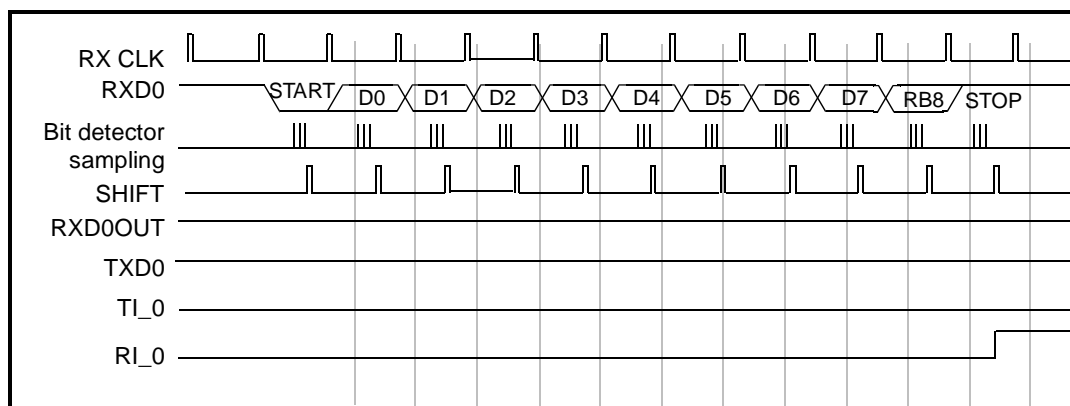 RX CLK
RXD0
START D0 D1 D2 D3 D4 D5 D6 D7 RB8 STOP
Bit detector
sampling
SHIFT
RXD0OUT
TXD0
TI_0
RI_0